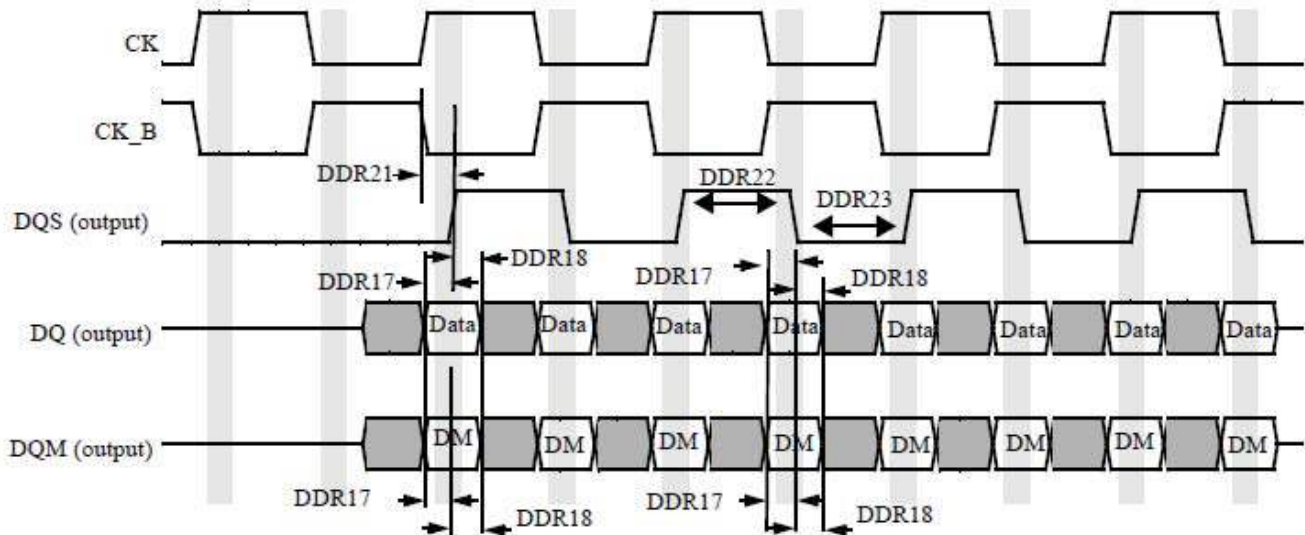 CK
CK_B
DDR21
DDR22
DDR23
DQS (output)
DDR18
DDR17
DDR17
DDR18
DQ (output)
Data
Data
Data
Data
Data
Data
Data
Data
DQM (output)
DM
DM
DM
DM
DM
DM
DM
DM
DDR17
DDR18
DDR17
DDR18